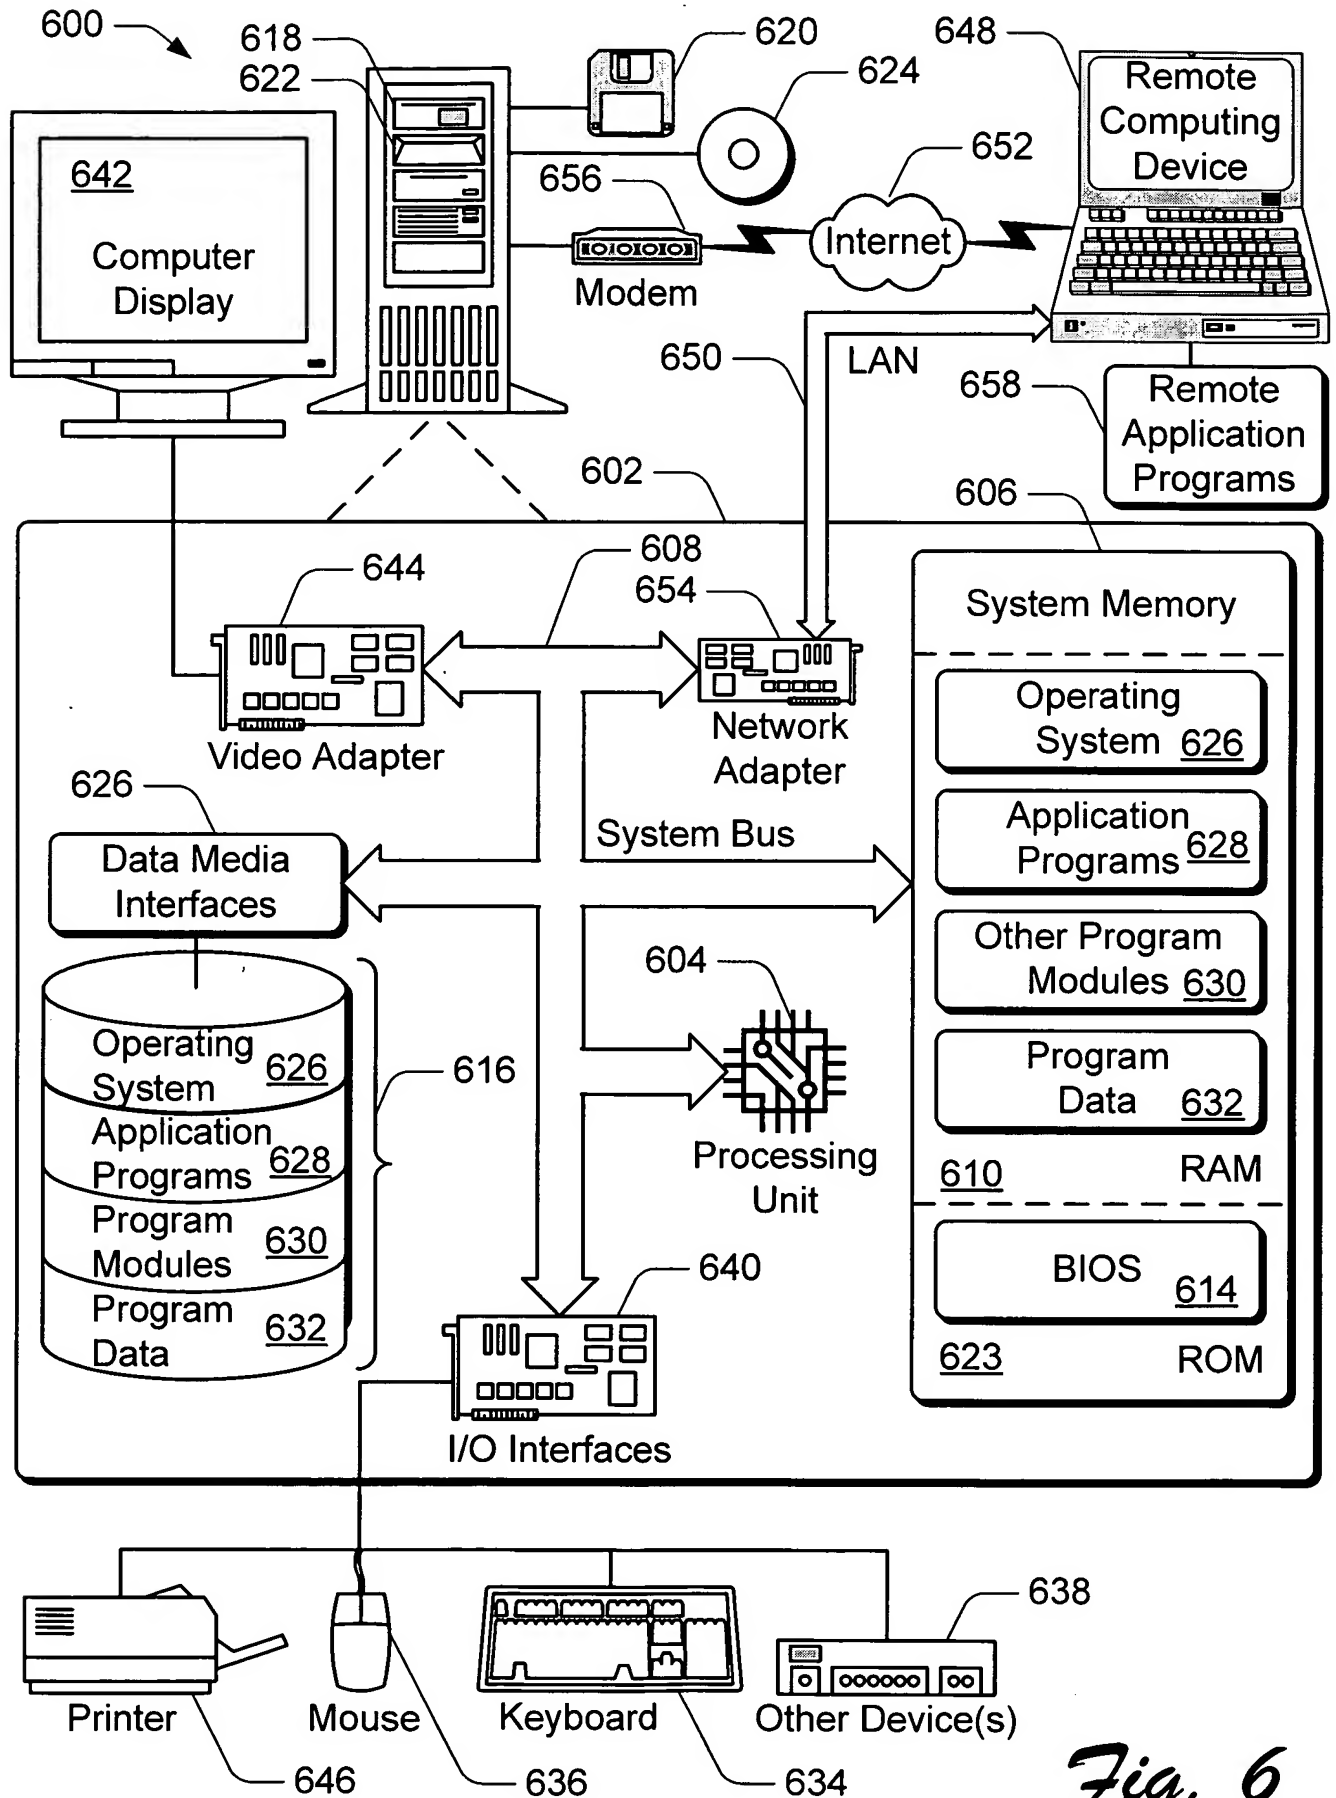 600
618
622
620
624
648
Remote
Computing
Device
642
Computer
Display
656
Modem
652
Internet
650
LAN
658
Remote
Application
Programs
602
606
608
644
654
Video Adapter
Network
Adapter
System Memory
Operating
System 626
Application
Programs 628
Other Program
Modules 630
Program
Data 632
610 RAM
BIOS
614
623 ROM
626
Data Media
Interfaces
System Bus
604
Processing
Unit
Operating
System 626
Application
Programs 628
Program
Modules 630
Program
Data 632
616
640
I/O Interfaces
638
Printer
Mouse
Keyboard
Other Device(s)
646
636
634
Fig. 6